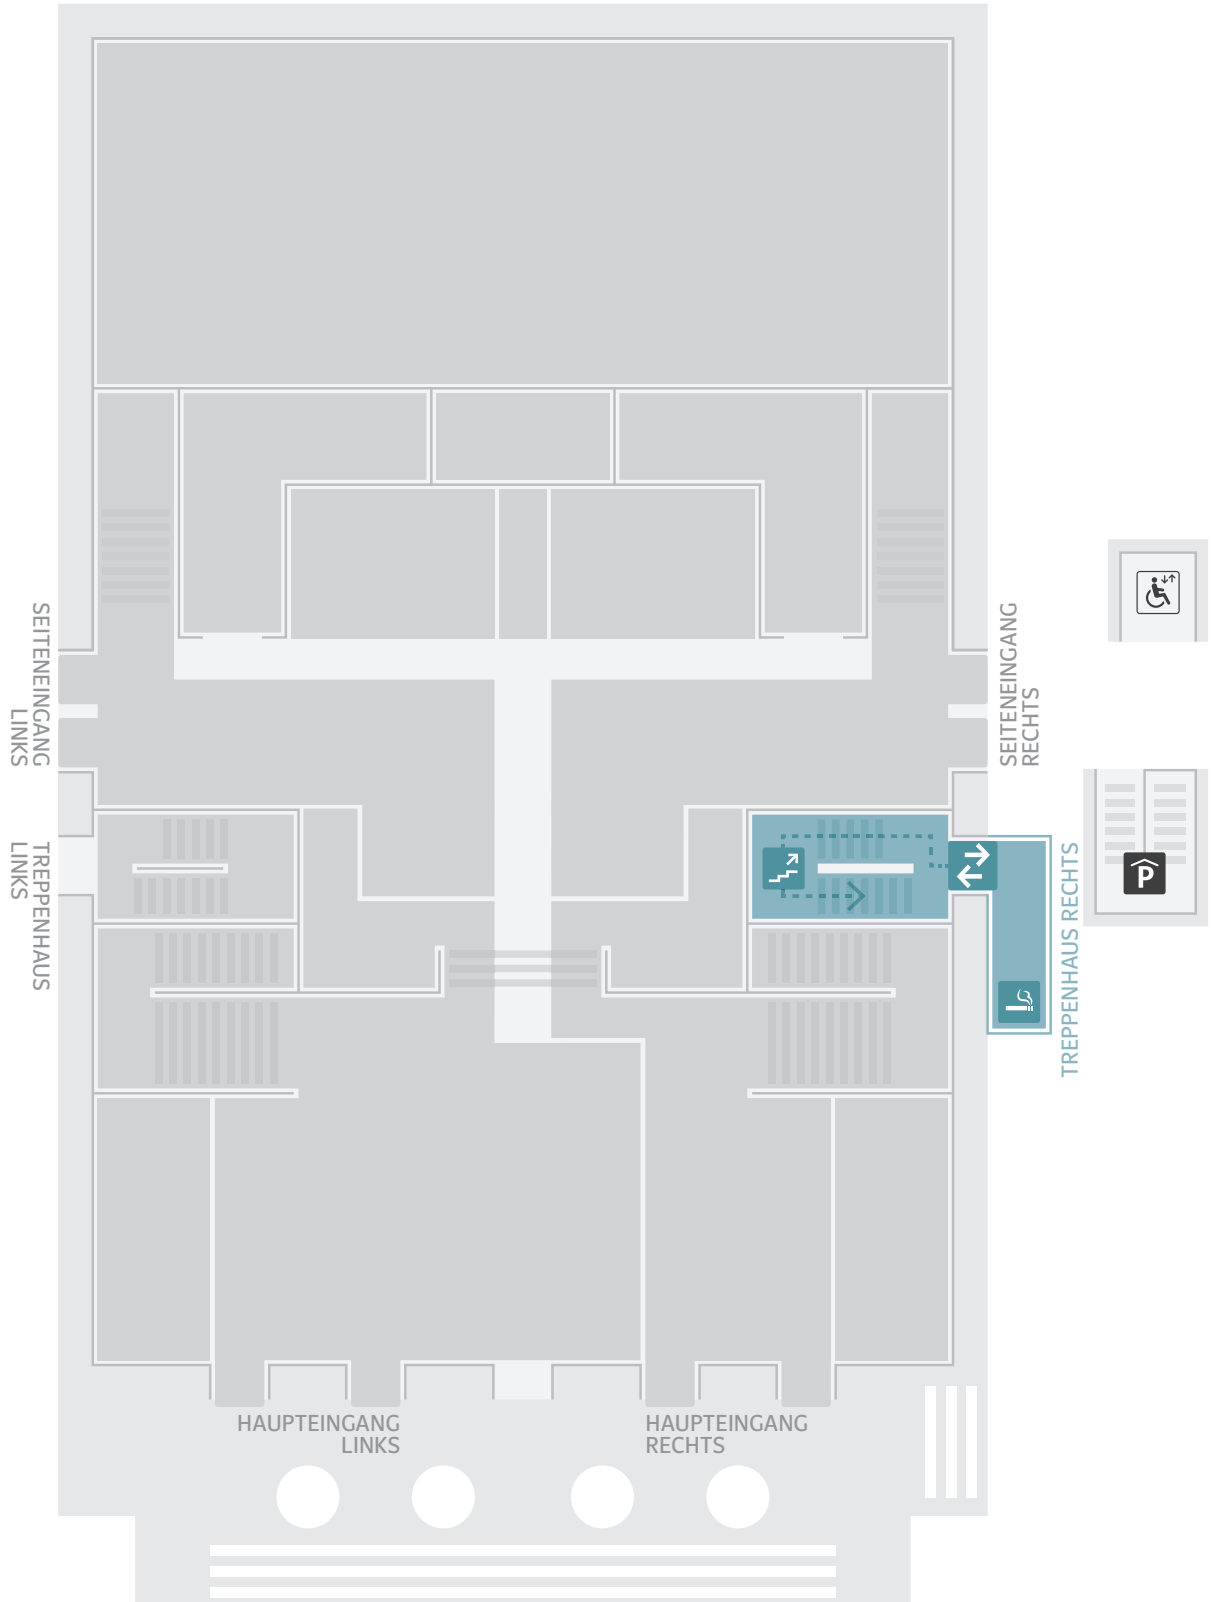 SEITENEINGANG
LINKS
TREPPENHAUS
LINKS
SEITENEINGANG
RECHTS
P
TREPPENHAUS RECHTS
HAUPTEINGANG
LINKS
HAUPTEINGANG
RECHTS